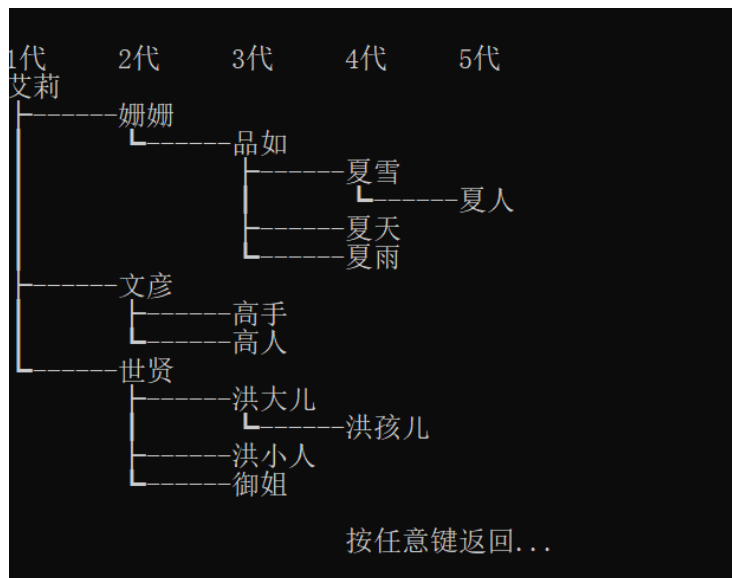 1代 2代 3代 4代 5代
艾莉
├------姗姗
┗------品如
├------夏雪
┗------夏人
├------夏天
┗------夏雨
├------文彦
├------高手
┗------高人
┗------世贤
├------洪大儿
┗------洪孩儿
├------洪小人
┗------御姐
按任意键返回...